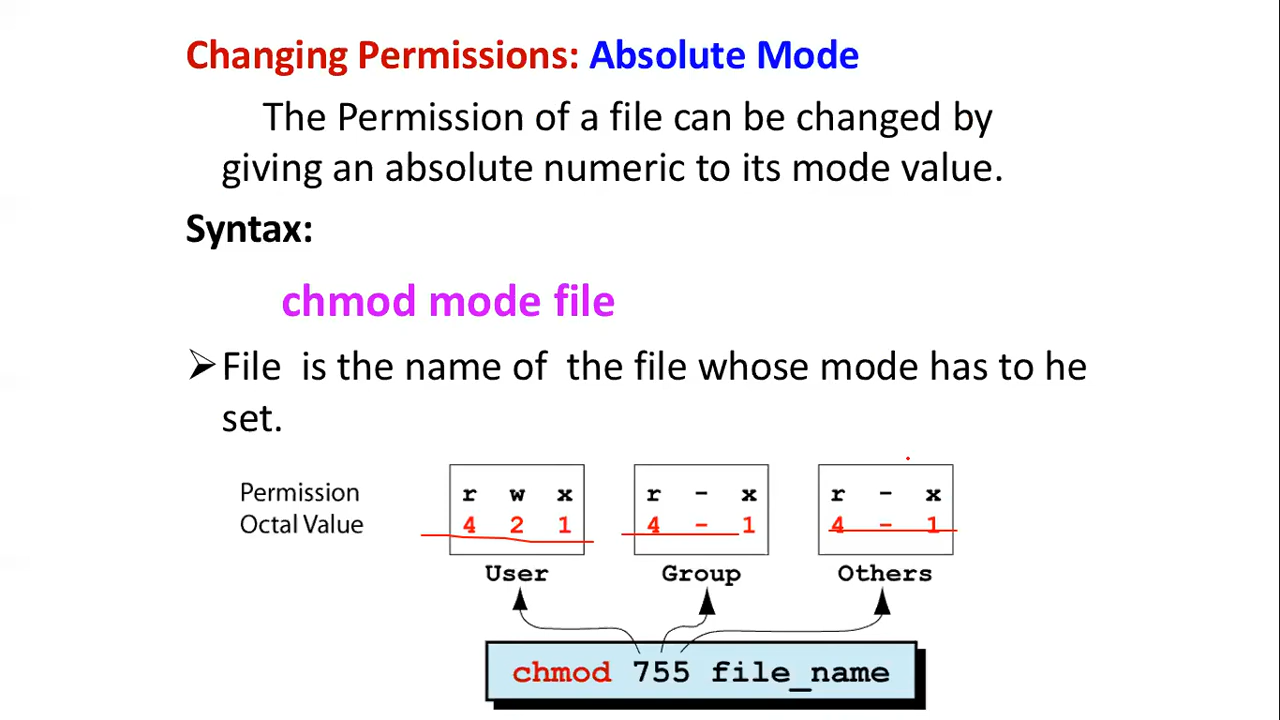 Changing Permissions: Absolute Mode
The Permission of a file can be changed by
giving an absolute numeric to its mode value.
Syntax:
chmod mode file
➢File is the name of the file whose mode has to he
set.
Permission r w x r - x r - x
Octal Value 4 2 1 4 - 1 4 - 1
User Group Others
chmod 755 file_name